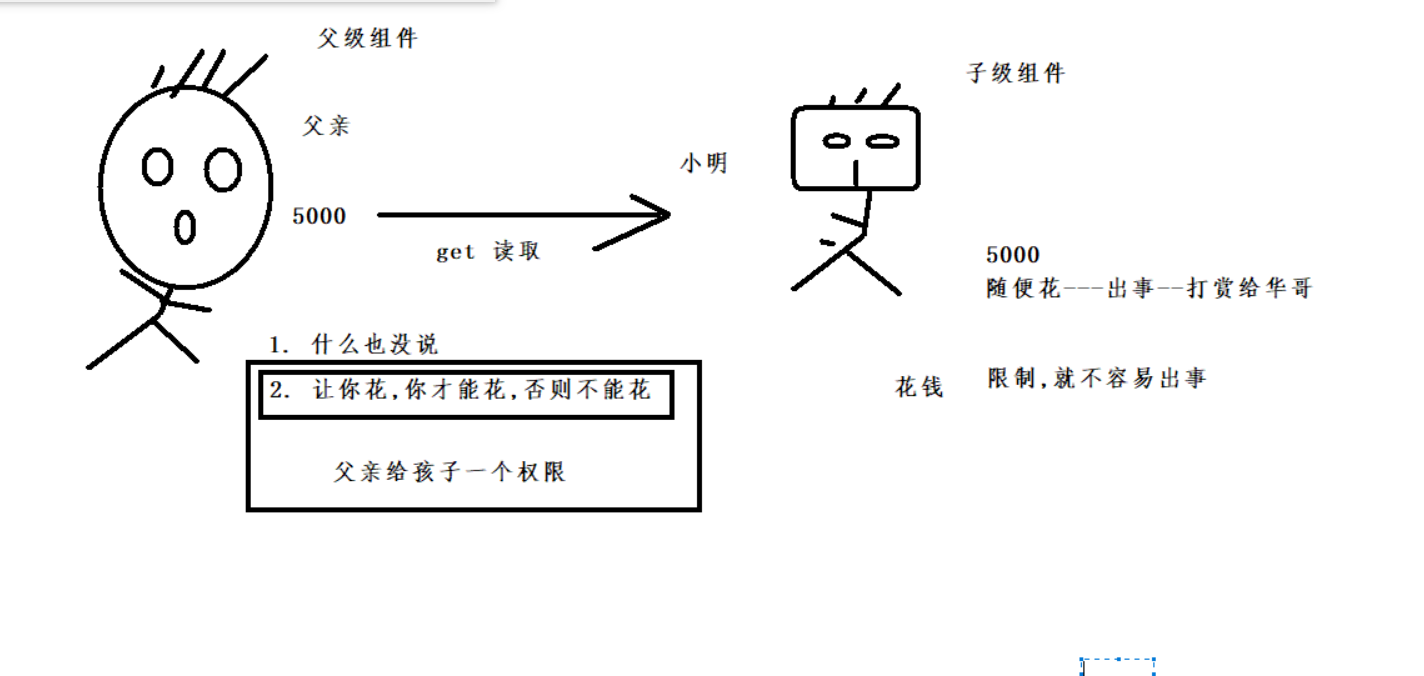 父级组件
子级组件
父亲
小明
5000
get 读取
5000
随便花---出事--打赏给华哥
1. 什么也没说
2. 让你花,你才能花,否则不能花
花钱
限制,就不容易出事
父亲给孩子一个权限